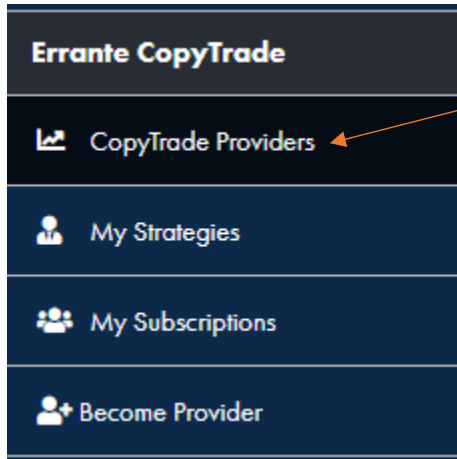 Errante CopyTrade
CopyTrade Providers
My Strategies
My Subscriptions
Become Provider